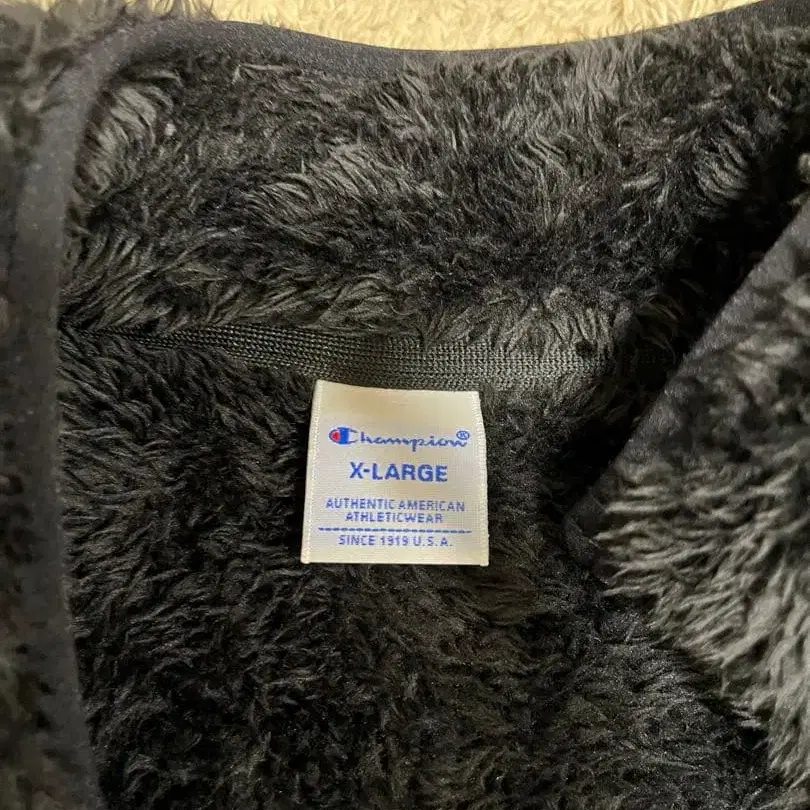 Champion®
X-LARGE
AUTHENTIC AMERICAN
ATHLETICWEAR
SINCE 1919 U.S.A.